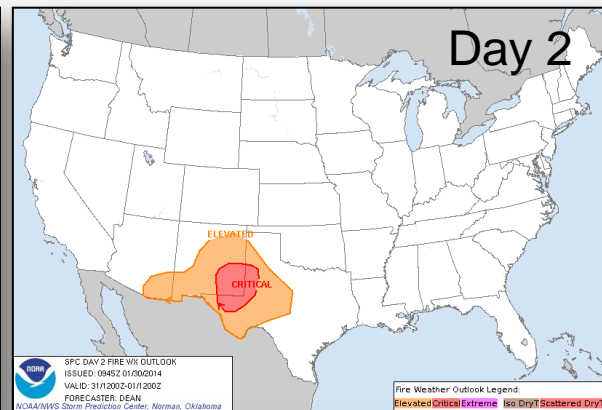 Day 2
ELEVATED
CRITICAL
NOAA
SPC DAY 2 FIRE WX OUTLOOK
ISSUED: 0945Z 01/30/2014
VALID: 31/1200Z-01/1200Z
FORECASTER: DEAN
NOAA/NWS Storm Prediction Center, Norman, Oklahoma
Fire Weather Outlook Legend:
Elevated Critical Extreme Iso DryT Scattered DryT